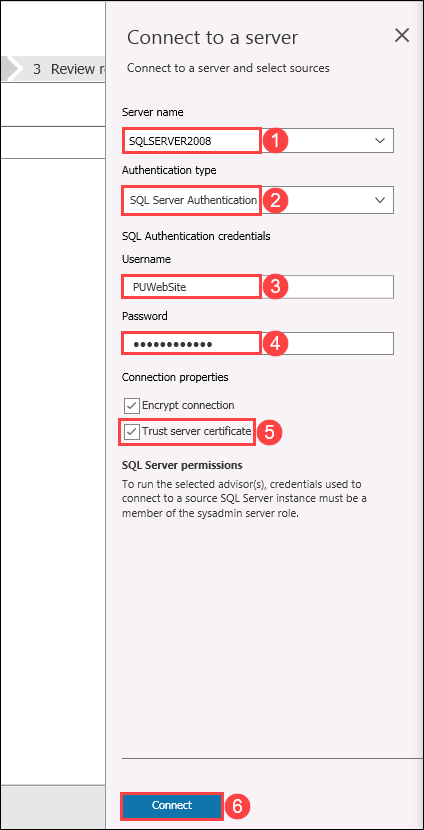 Connect to a server
Connect to a server and select sources
3 Review r
Server name
SQLSERVER2008
1
Authentication type
SQL Server Authentication
2
SQL Authentication credentials
Username
PUWebSite
3
Password
●●●●●●●●●●●●
4
Connection properties
Encrypt connection
Trust server certificate
5
SQL Server permissions
To run the selected advisor(s), credentials used to
connect to a source SQL Server instance must be a
member of the sysadmin server role.
Connect
6